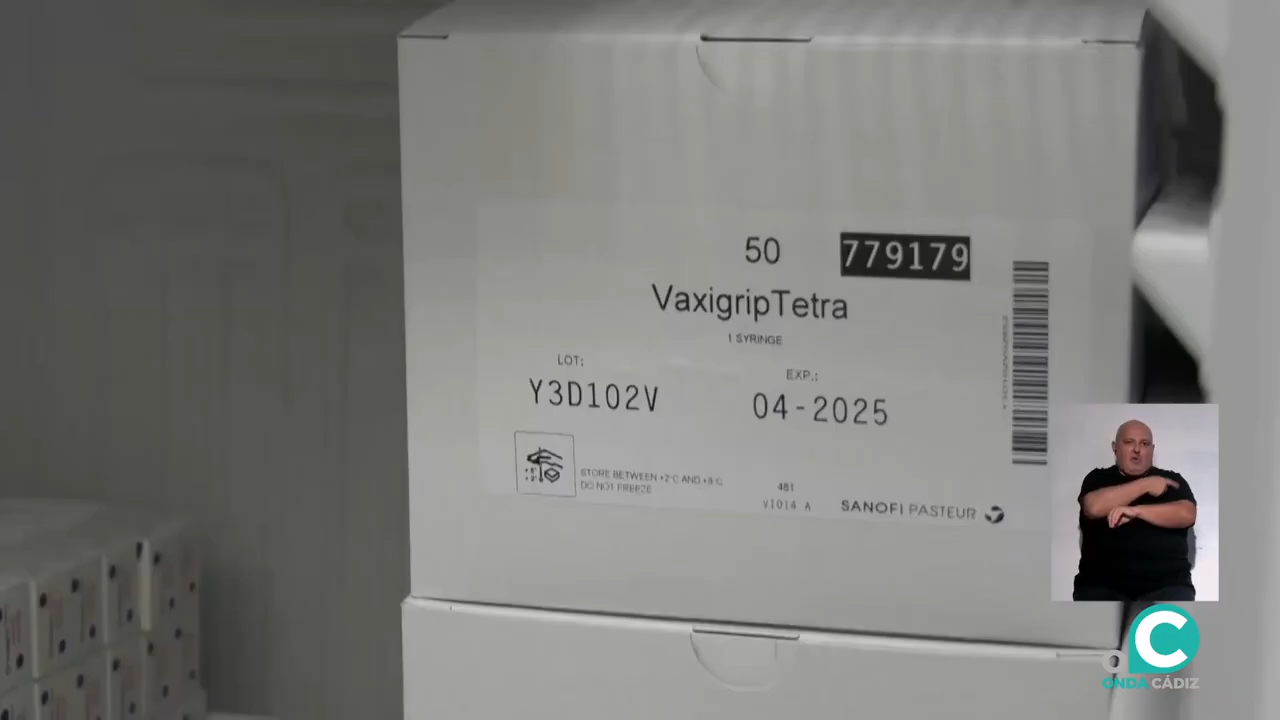 50
779179
VaxigripTetra
1 SYRINGE
LOT:
EXP.:
Y3D102V
04-2025
STORE BETWEEN +2°C AND +8°C
DO NOT FREEZE
481
V1014 A
SANOFI PASTEUR
C
ONDA CÁDIZ